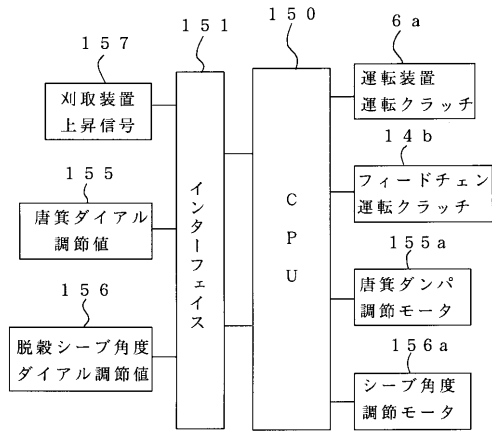 １５７
刈取装置
上昇信号
１５５
唐箕ダイアル
調節値
１５６
脱穀シーブ角度
ダイアル調節値
１５１
インターフェイス
１５０
ＣＰＵ
６ａ
運転装置
運転クラッチ
１４ｂ
フィードチェン
運転クラッチ
１５５ａ
唐箕ダンパ
調節モータ
１５６ａ
シーブ角度
調節モータ